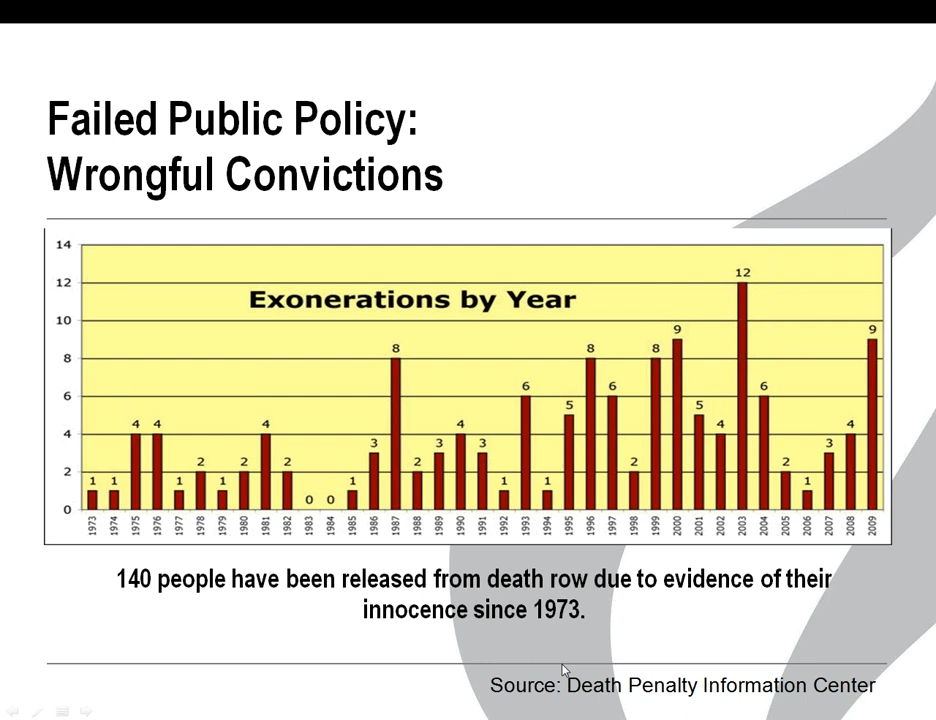 Failed Public Policy:
Wrongful Convictions
Exonerations by Year
14
12
10
8
6
4
2
0
1 1 4 4 1 2 1 2 4 2 0 0 1 3 8 2 3 4 3 1 6 1 5 8 6 2 8 9 5 4 12 6 2 1 3 4 9
1973 1974 1975 1976 1977 1978 1979 1980 1981 1982 1983 1984 1985 1986 1987 1988 1989 1990 1991 1992 1993 1994 1995 1996 1997 1998 1999 2000 2001 2002 2003 2004 2005 2006 2007 2008 2009
140 people have been released from death row due to evidence of their
innocence since 1973.
Source: Death Penalty Information Center